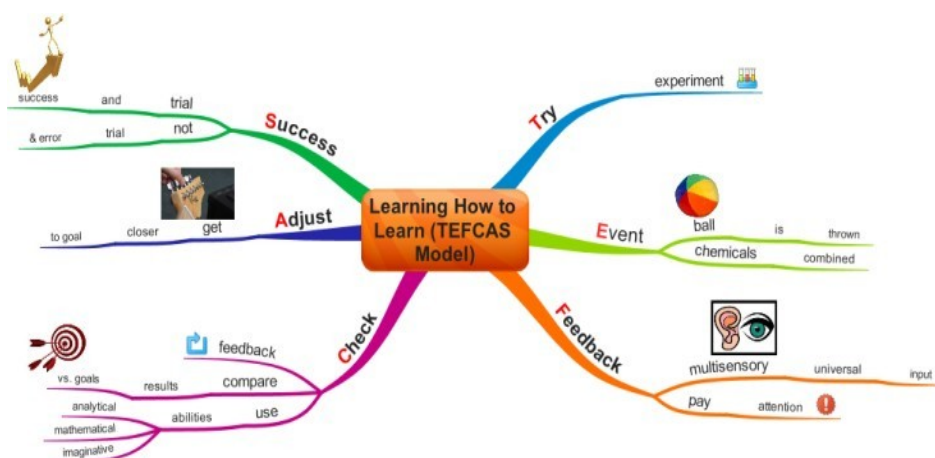 Learning How to
Learn (TEFCAS
Model)
Try
experiment
Event
ball is thrown
chemicals combined
Feedback
multisensory universal input
pay attention
Check
feedback
compare results vs. goals
use abilities
analytical
mathematical
imaginative
Adjust
get closer to goal
Success
trial and success
not trial & error